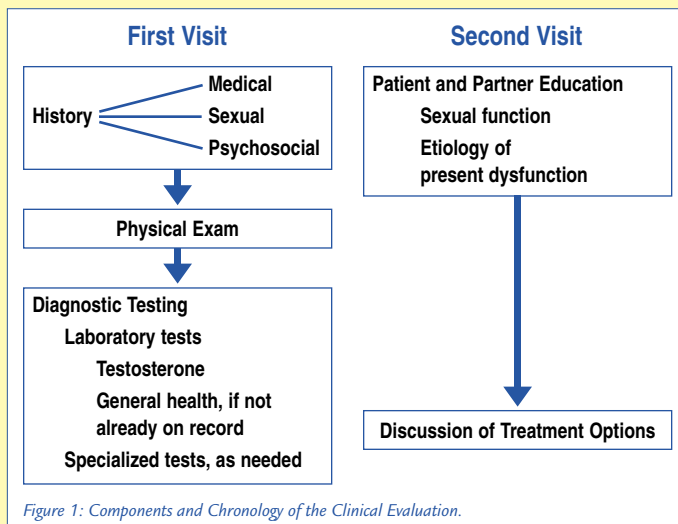 First Visit
History
Medical
Sexual
Psychosocial
Physical Exam
Diagnostic Testing
Laboratory tests
Testosterone
General health, if not
already on record
Specialized tests, as needed
Second Visit
Patient and Partner Education
Sexual function
Etiology of
present dysfunction
Discussion of Treatment Options
Figure 1: Components and Chronology of the Clinical Evaluation.